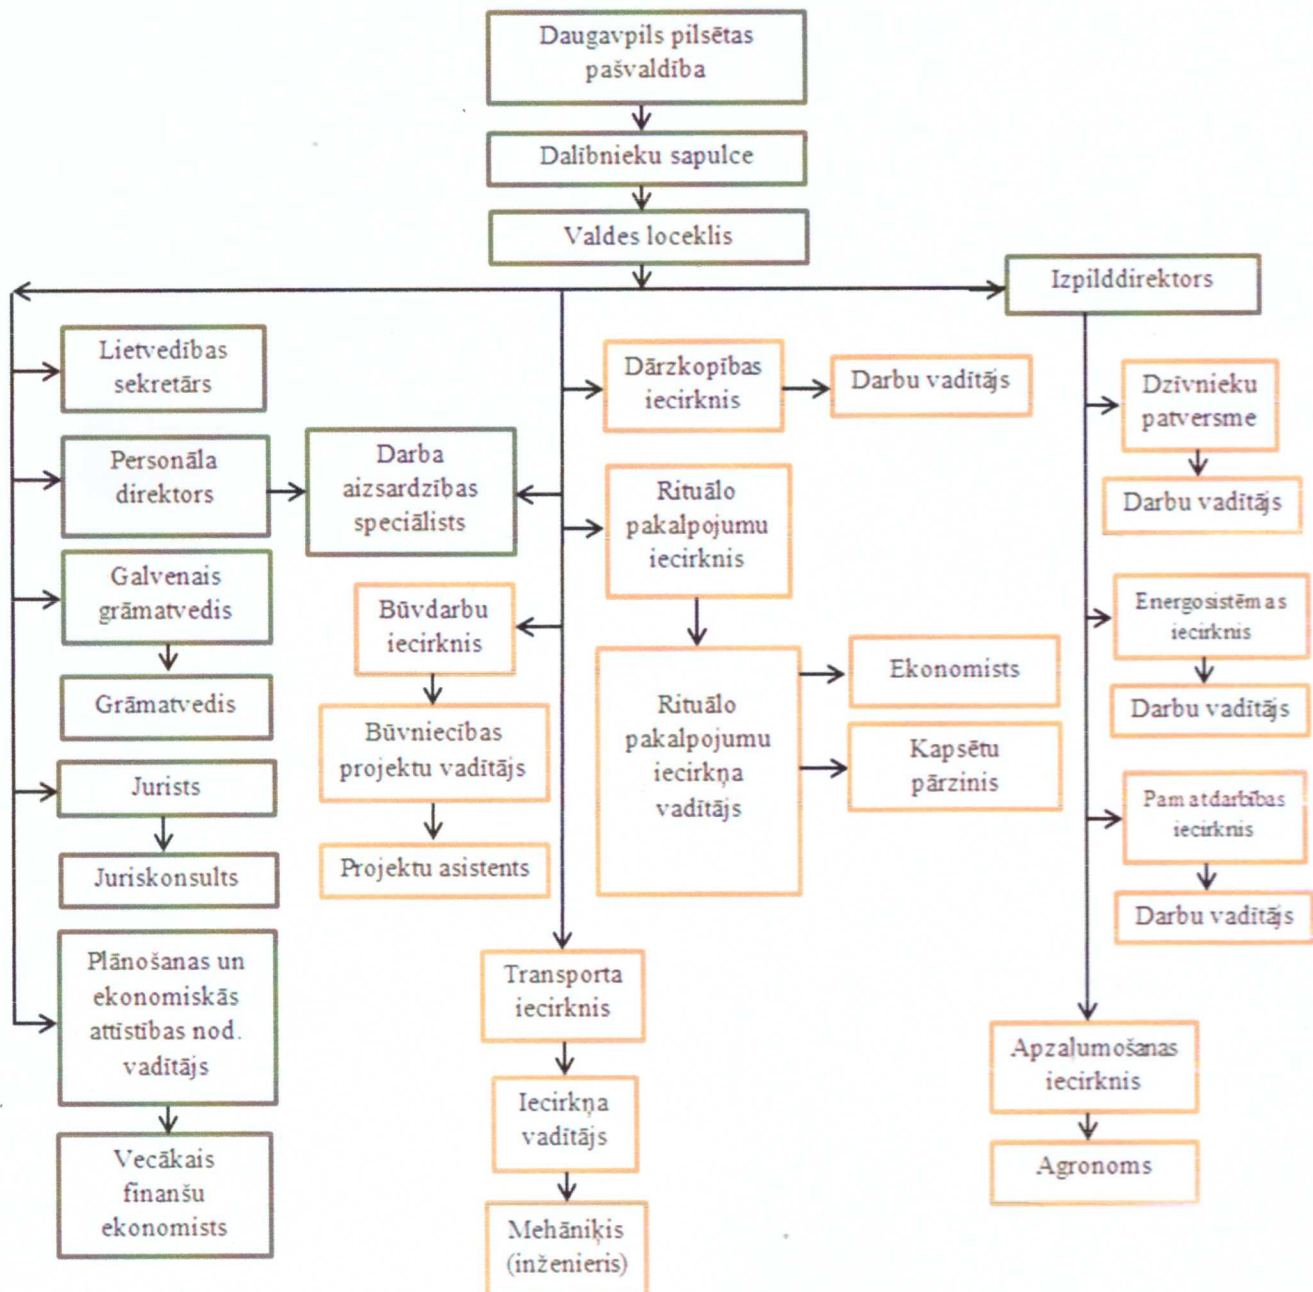 Daugavpils pilsētas
pašvaldība
Dalībnieku sapulce
Valdes loceklis
Izpilddirektors
Lietvedības
sekretārs
Personāla
direktors
Darba
aizsardzības
speciālists
Galvenais
grāmatvedis
Grāmatvedis
Jurists
Juriskonsults
Plānošanas un
ekonomiskās
attīstības nod.
vadītājs
Vecākais
finanšu
ekonomists
Būvdarbu
iecirknis
Būvniecības
projektu vadītājs
Projektu asistents
Dārzkopības
iecirknis
Darbu vadītājs
Rituālo
pakalpojumu
iecirknis
Rituālo
pakalpojumu
iecirkņa
vadītājs
Ekonomists
Kapsētu
pārzinis
Transporta
iecirknis
Iecirkņa
vadītājs
Mehāniķis
(inženieris)
Dzīvnieku
patversme
Darbu vadītājs
Energosistēmas
iecirknis
Darbu vadītājs
Pamatdarbības
iecirknis
Darbu vadītājs
Apzaļumošanas
iecirknis
Agronoms